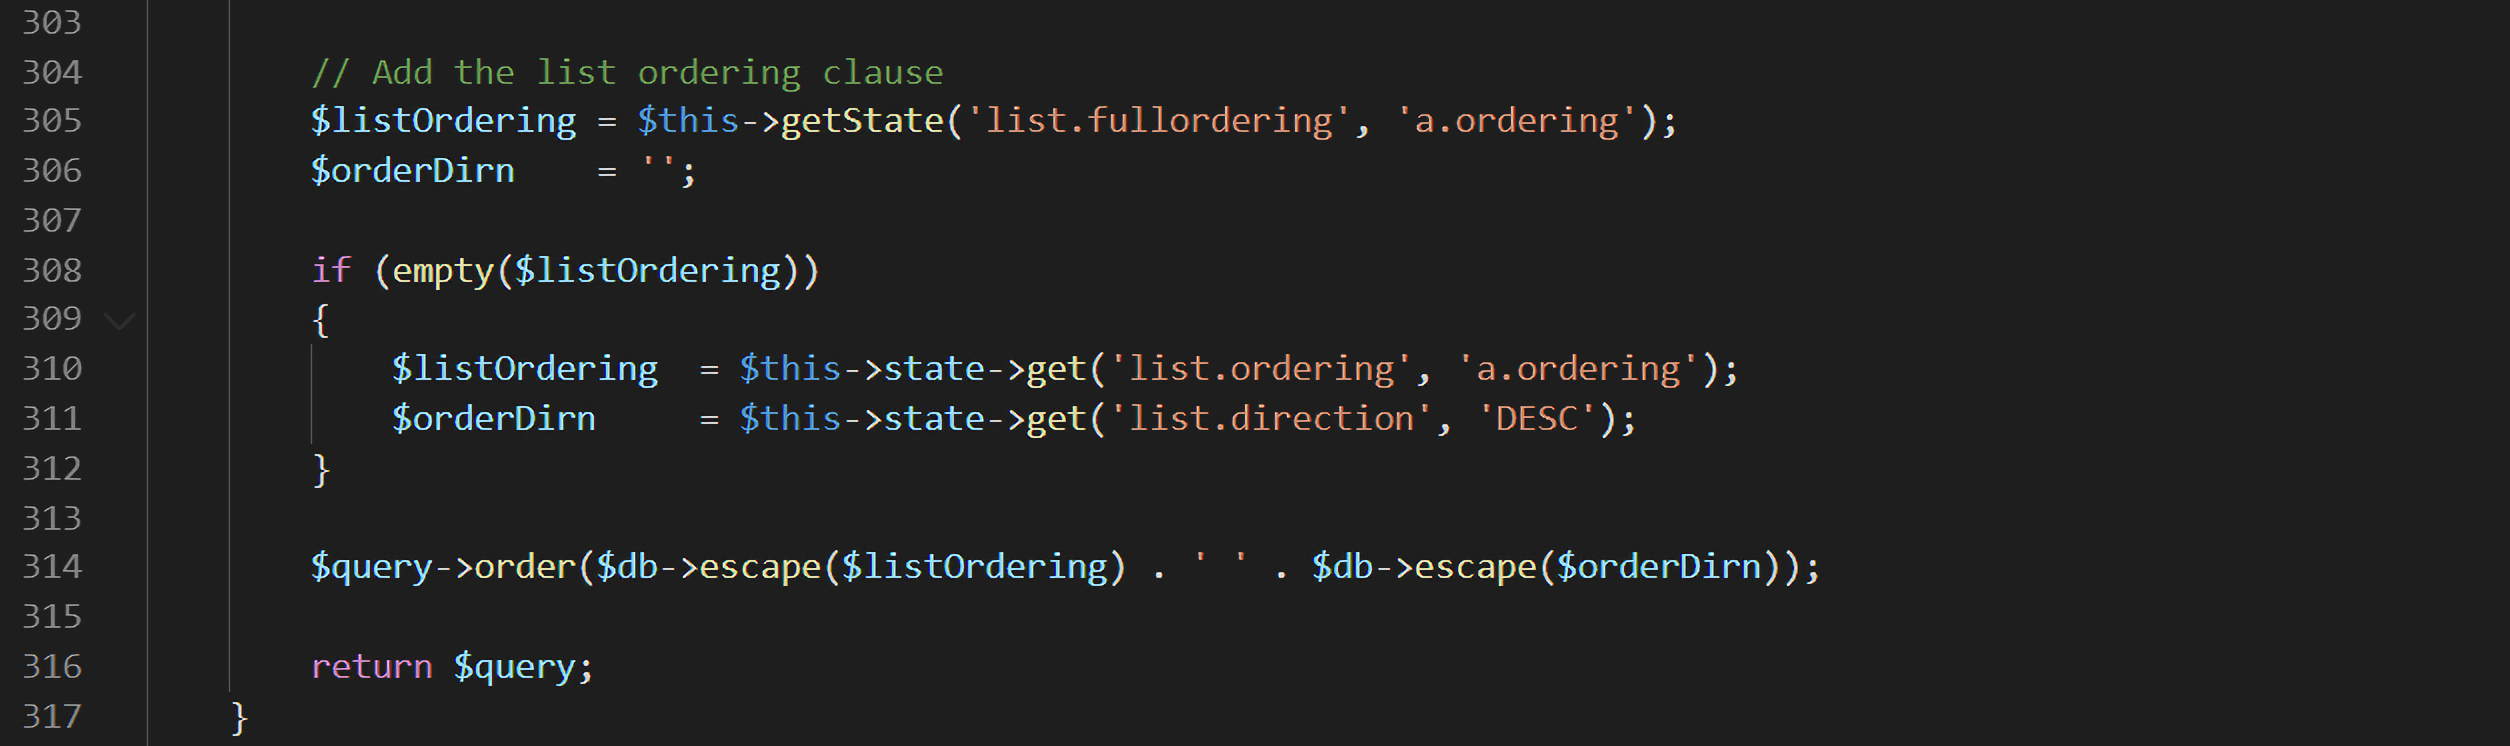 303
304 // Add the list ordering clause
305 $listOrdering = $this->getState('list.fullordering', 'a.ordering');
306 $orderDirn    = '';
307
308 if (empty($listOrdering))
309 {
310     $listOrdering  = $this->state->get('list.ordering', 'a.ordering');
311     $orderDirn     = $this->state->get('list.direction', 'DESC');
312 }
313
314 $query->order($db->escape($listOrdering) . ' ' . $db->escape($orderDirn));
315
316 return $query;
317 }